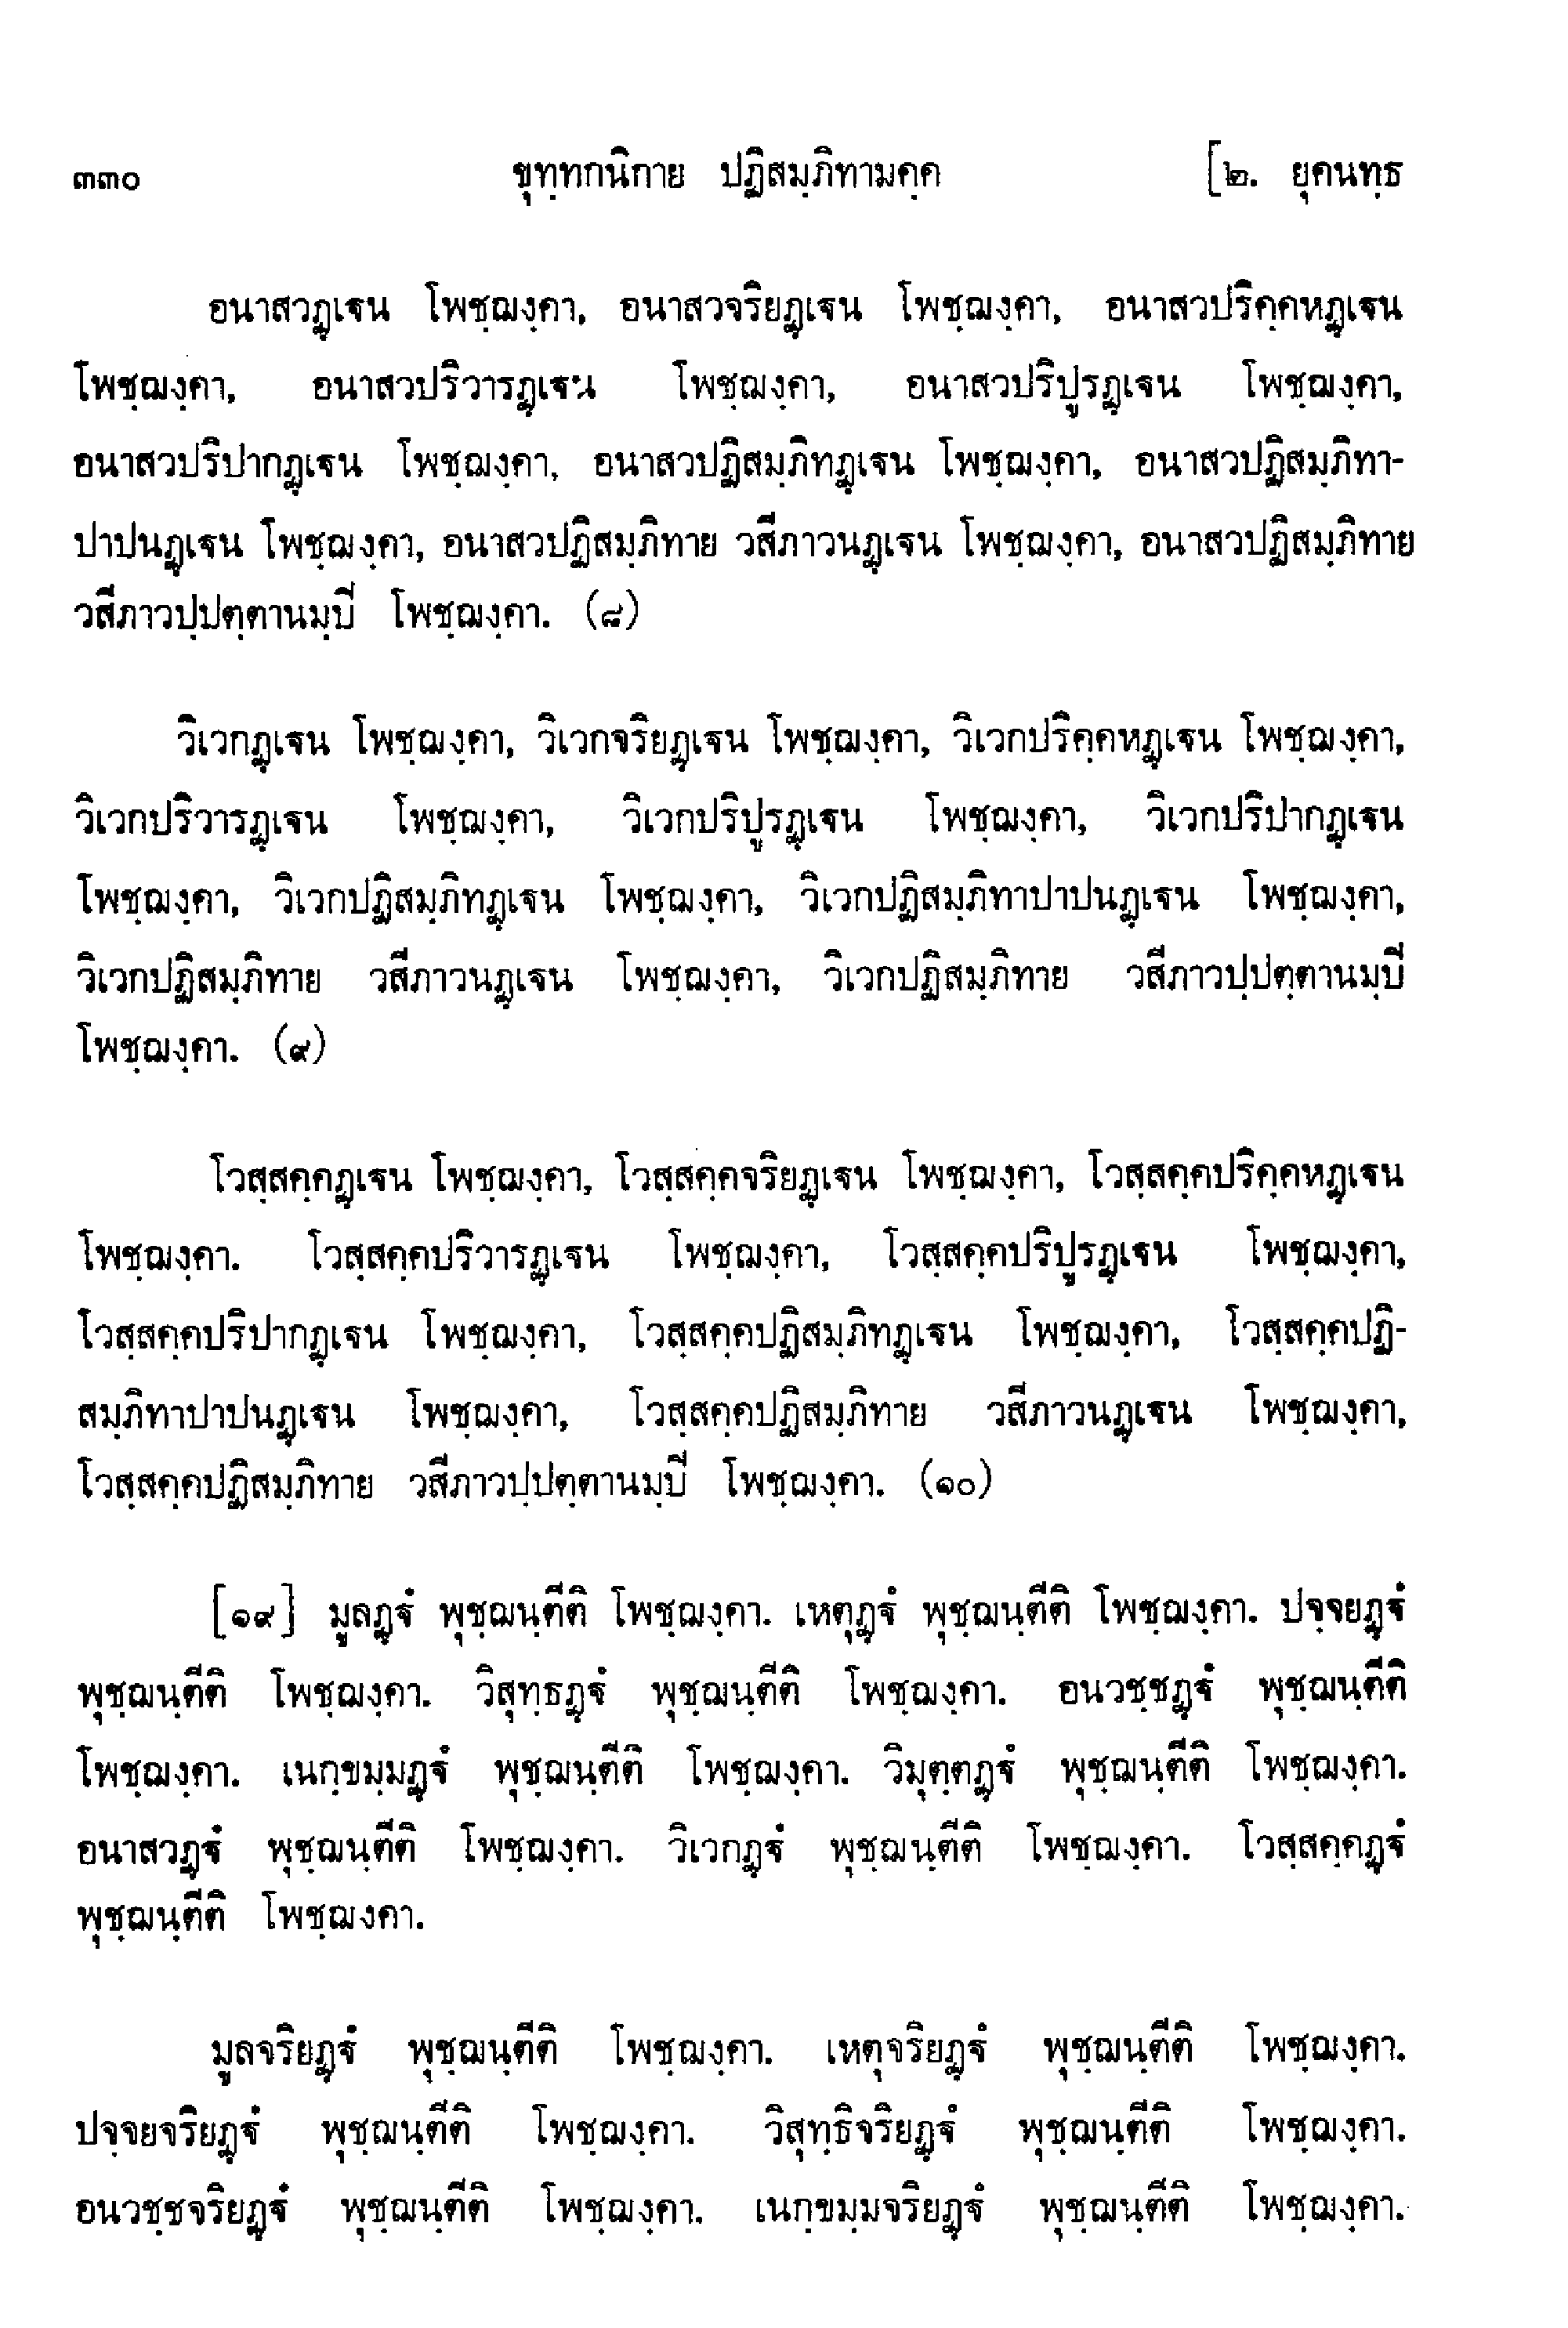 ๓๓๐ ขุทฺทกนิกาย ปฏิสมฺภิทามคฺค [๒. ยุคนทฺธ
อนาสวฏฺเฐน โพชฺฌงฺคา, อนาสวจริยฏฺเฐน โพชฺฌงฺคา, อนาสวปริคฺคหฏฺเฐน
โพชฺฌงฺคา, อนาสวปริวารฏฺเฐน โพชฺฌงฺคา, อนาสวปริปูรฏฺเฐน โพชฺฌงฺคา,
อนาสวปริปากฏฺเฐน โพชฺฌงฺคา, อนาสวปฏิสมฺภิทฏฺเฐน โพชฺฌงฺคา, อนาสวปฏิสมฺภิทา-
ปาปนฏฺเฐน โพชฺฌงฺคา, อนาสวปฏิสมฺภิทาย วสีภาวนฏฺเฐน โพชฺฌงฺคา, อนาสวปฏิสมฺภิทาย
วสีภาวปฺปตฺตานมฺปิ โพชฺฌงฺคา. (๘)
วิเวกฏฺเฐน โพชฺฌงฺคา, วิเวกจริยฏฺเฐน โพชฺฌงฺคา, วิเวกปริคฺคหฏฺเฐน โพชฺฌงฺคา,
วิเวกปริวารฏฺเฐน โพชฺฌงฺคา, วิเวกปริปูรฏฺเฐน โพชฺฌงฺคา, วิเวกปริปากฏฺเฐน
โพชฺฌงฺคา, วิเวกปฏิสมฺภิทฏฺเฐน โพชฺฌงฺคา, วิเวกปฏิสมฺภิทาปาปนฏฺเฐน โพชฺฌงฺคา,
วิเวกปฏิสมฺภิทาย วสีภาวนฏฺเฐน โพชฺฌงฺคา, วิเวกปฏิสมฺภิทาย วสีภาวปฺปตฺตานมฺปิ
โพชฺฌงฺคา. (๙)
โวสฺสคฺคฏฺเฐน โพชฺฌงฺคา, โวสฺสคฺคจริยฏฺเฐน โพชฺฌงฺคา, โวสฺสคฺคปริคฺคหฏฺเฐน
โพชฺฌงฺคา. โวสฺสคฺคปริวารฏฺเฐน โพชฺฌงฺคา, โวสฺสคฺคปริปูรฏฺเฐน โพชฺฌงฺคา,
โวสฺสคฺคปริปากฏฺเฐน โพชฺฌงฺคา, โวสฺสคฺคปฏิสมฺภิทฏฺเฐน โพชฺฌงฺคา, โวสฺสคฺคปฏิ-
สมฺภิทาปาปนฏฺเฐน โพชฺฌงฺคา, โวสฺสคฺคปฏิสมฺภิทาย วสีภาวนฏฺเฐน โพชฺฌงฺคา,
โวสฺสคฺคปฏิสมฺภิทาย วสีภาวปฺปตฺตานมฺปิ โพชฺฌงฺคา. (๑๐)
[๑๙] มูลฏฺฐํ พุชฺฌนฺตีติ โพชฺฌงฺคา. เหตุฏฺฐํ พุชฺฌนฺตีติ โพชฺฌงฺคา. ปจฺจยฏฺฐํ
พุชฺฌนฺตีติ โพชฺฌงฺคา. วิสุทฺธฏฺฐํ พุชฺฌนฺตีติ โพชฺฌงฺคา. อนวชฺชฏฺฐํ พุชฺฌนฺตีติ
โพชฺฌงฺคา. เนกฺขมฺมฏฺฐํ พุชฺฌนฺตีติ โพชฺฌงฺคา. วิมุตฺตฏฺฐํ พุชฺฌนฺตีติ โพชฺฌงฺคา.
อนาสวฏฺฐํ พุชฺฌนฺตีติ โพชฺฌงฺคา. วิเวกฏฺฐํ พุชฺฌนฺตีติ โพชฺฌงฺคา. โวสฺสคฺคฏฺฐํ
พุชฺฌนฺตีติ โพชฺฌงคา.
มูลจริยฏฺฐํ พุชฺฌนฺตีติ โพชฺฌงฺคา. เหตุจริยฏฺฐํ พุชฺฌนฺตีติ โพชฺฌงฺคา.
ปจฺจยจริยฏฺฐํ พุชฺฌนฺตีติ โพชฺฌงฺคา. วิสุทฺธิจริยฏฺฐํ พุชฺฌนฺตีติ โพชฺฌงฺคา.
อนวชฺชจริยฏฺฐํ พุชฺฌนฺตีติ โพชฺฌงฺคา. เนกฺขมฺมจริยฏฺฐํ พุชฺฌนฺตีติ โพชฺฌงฺคา.